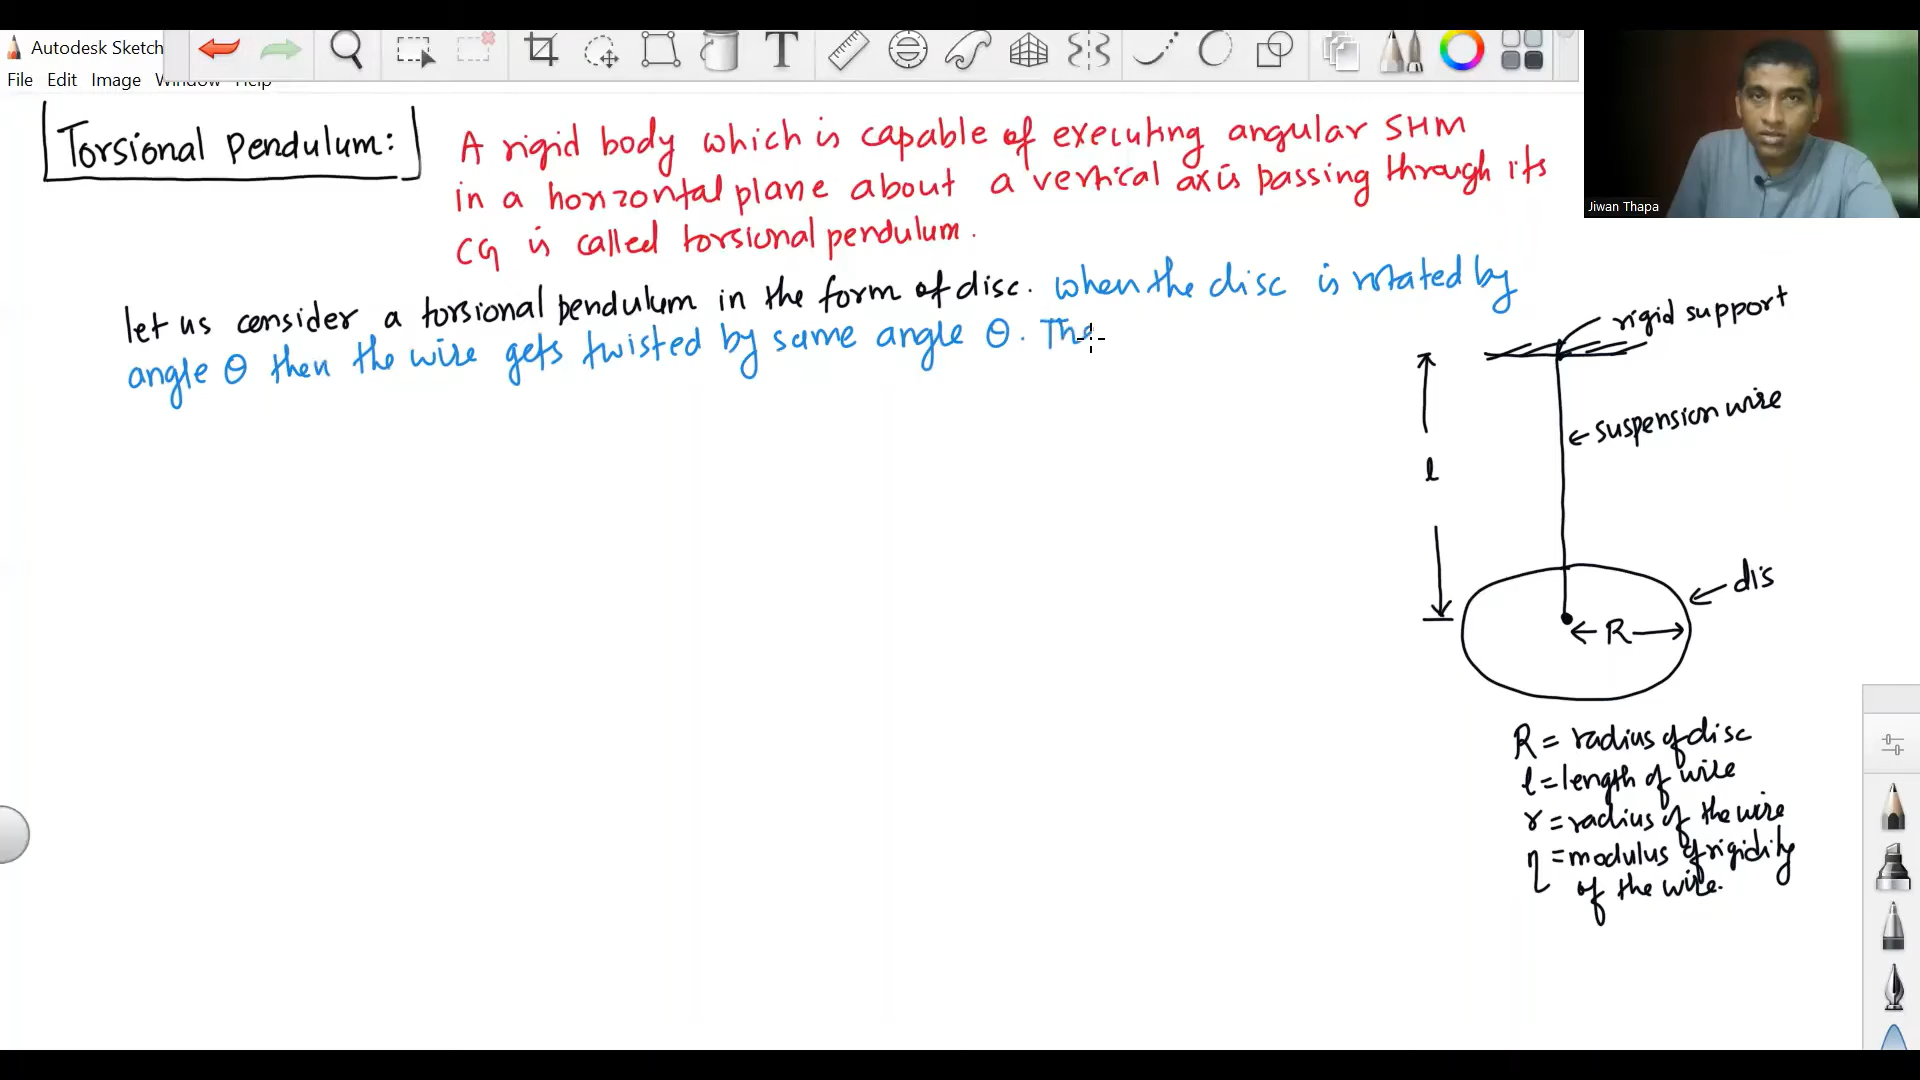 Autodesk Sketch
File Edit Image Window Help
Jiwan Thapa
Torsional Pendulum:
A rigid body which is capable of executing angular SHM
in a horizontal plane about a vertical axis passing through its
CG is called torsional pendulum.
let us consider a torsional pendulum in the form of disc. when the disc is rotated by
angle θ then the wire gets twisted by same angle θ. The
rigid support
suspension wire
l
dis
R
R = radius of disc
l = length of wire
r = radius of the wire
η = modulus of rigidity
of the wire.